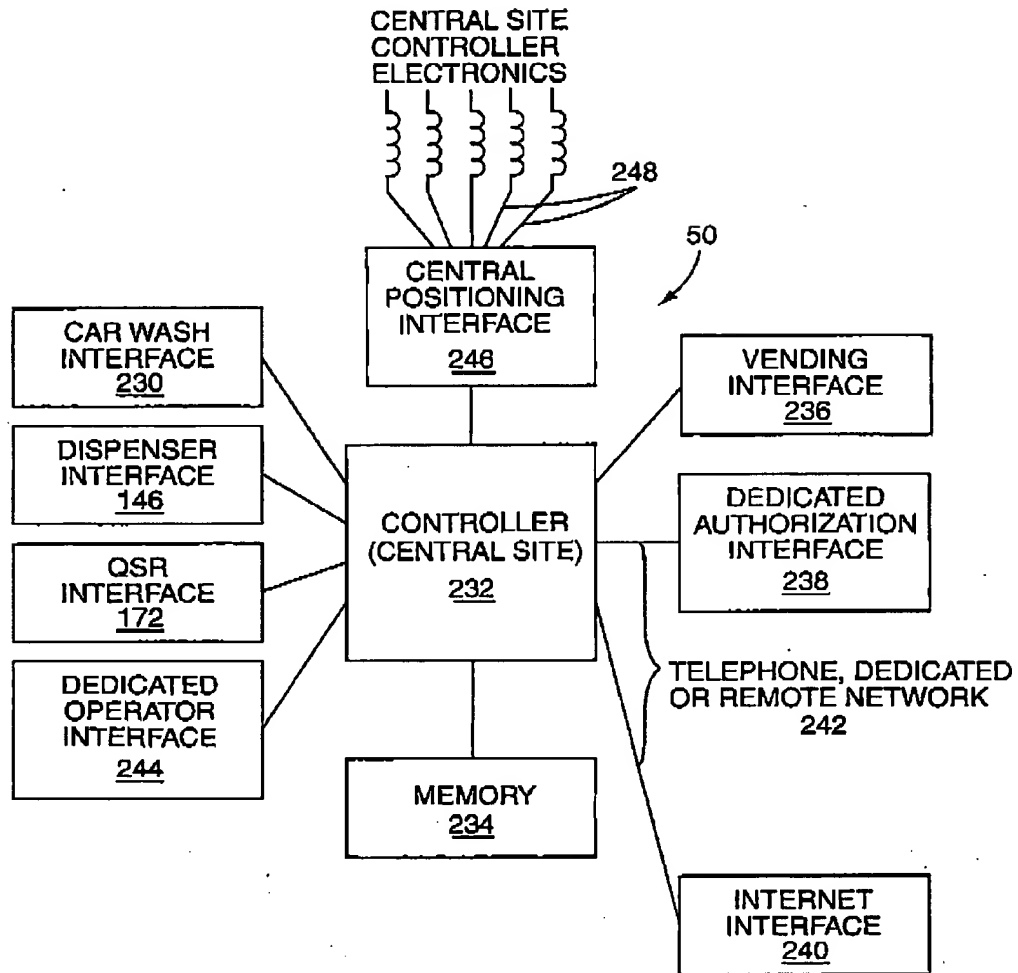 CENTRAL SITE
CONTROLLER
ELECTRONICS
248
50
CENTRAL
POSITIONING
INTERFACE
246
CAR WASH
INTERFACE
230
DISPENSER
INTERFACE
146
QSR
INTERFACE
172
DEDICATED
OPERATOR
INTERFACE
244
CONTROLLER
(CENTRAL SITE)
232
MEMORY
234
VENDING
INTERFACE
236
DEDICATED
AUTHORIZATION
INTERFACE
238
TELEPHONE, DEDICATED
OR REMOTE NETWORK
242
INTERNET
INTERFACE
240